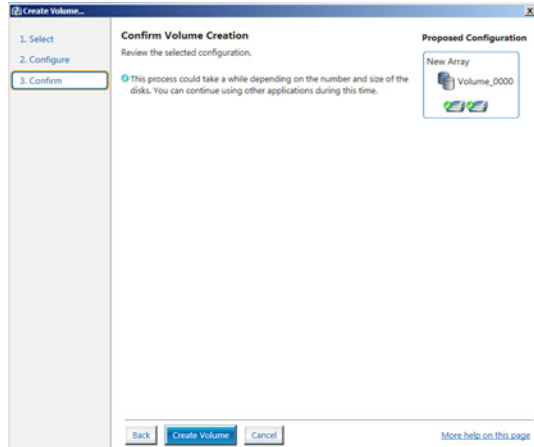 Create Volume...
1. Select
2. Configure
3. Confirm
Confirm Volume Creation
Review the selected configuration.
This process could take a while depending on the number and size of the
disks. You can continue using other applications during this time.
Proposed Configuration
New Array
Volume_0000
Back
Create Volume
Cancel
More help on this page